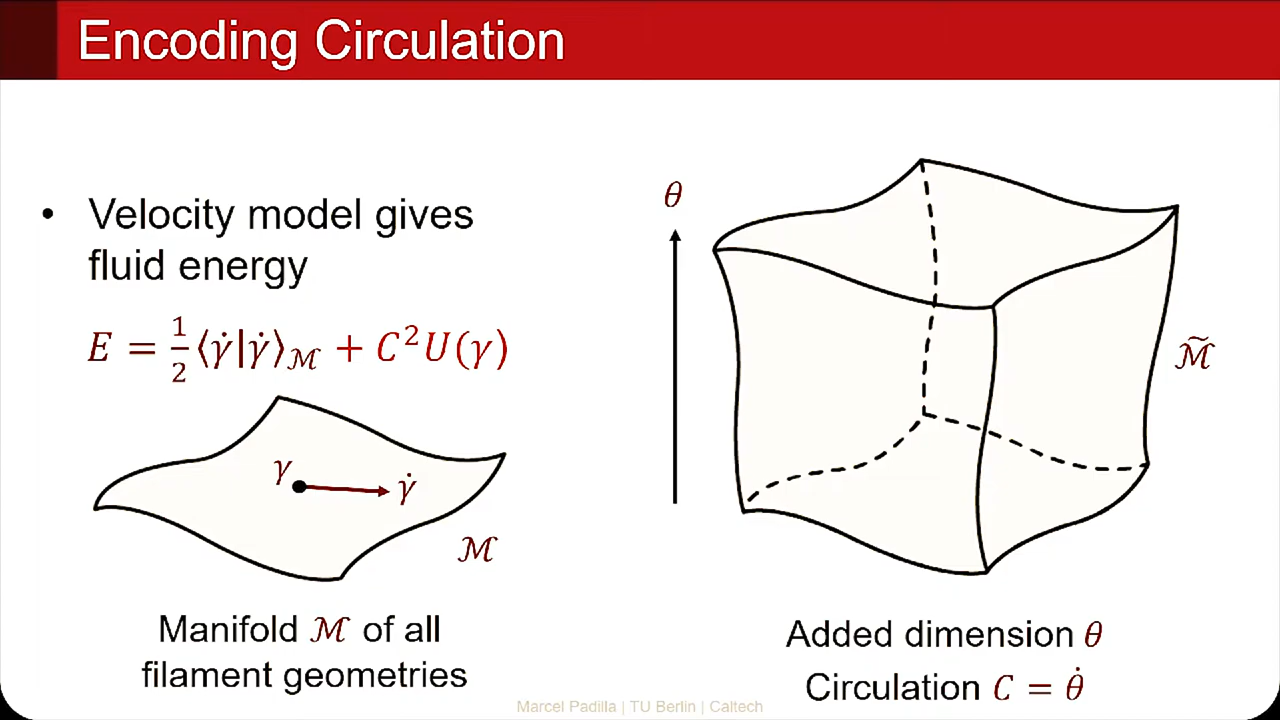 Encoding Circulation
• Velocity model gives
fluid energy
E = 1/2 ⟨γ̇|γ̇⟩ℳ + C²U(γ)
γ
γ̇
ℳ
Manifold ℳ of all
filament geometries
θ
ℳ̃
Added dimension θ
Circulation C = θ̇
Marcel Padilla | TU Berlin | Caltech